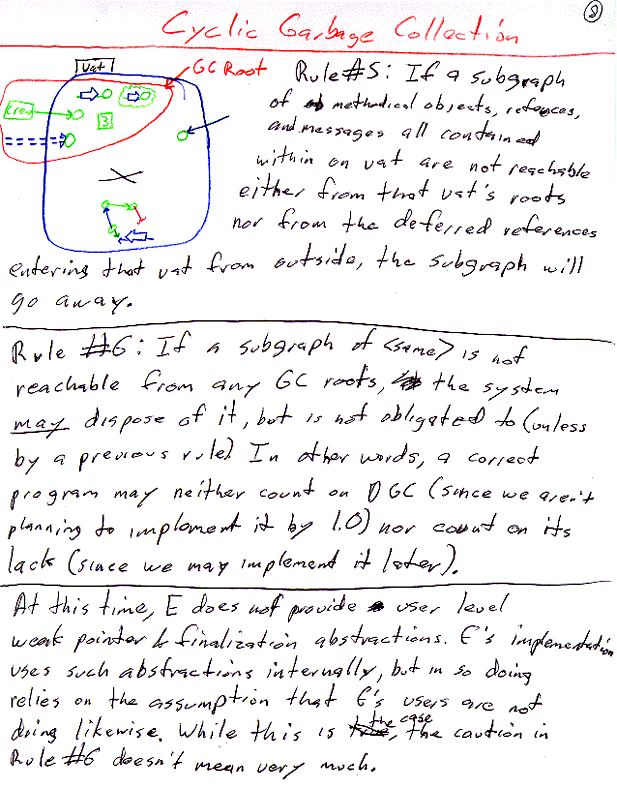 8
Cyclic Garbage Collection
vat
GC Root
3
Rule #5: If a subgraph
of methodical objects, references,
and messages all contained
within on vat are not reachable
either from that vat's roots
nor from the deferred references
entering that vat from outside, the subgraph will
go away.
Rule #6: If a subgraph of <same> is not
reachable from any GC roots, the system
may dispose of it, but is not obligated to (unless
by a previous rule) In other words, a correct
program may neither count on DGC (since we aren't
planning to implement it by 1.0) nor count on its
lack (since we may implement it later).
At this time, E does not provide user level
weak pointer & finalization abstractions. E's implementation
uses such abstractions internally, but in so doing
relies on the assumption that E's users are not
doing likewise. While this is the case, the caution in
Rule #6 doesn't mean very much.